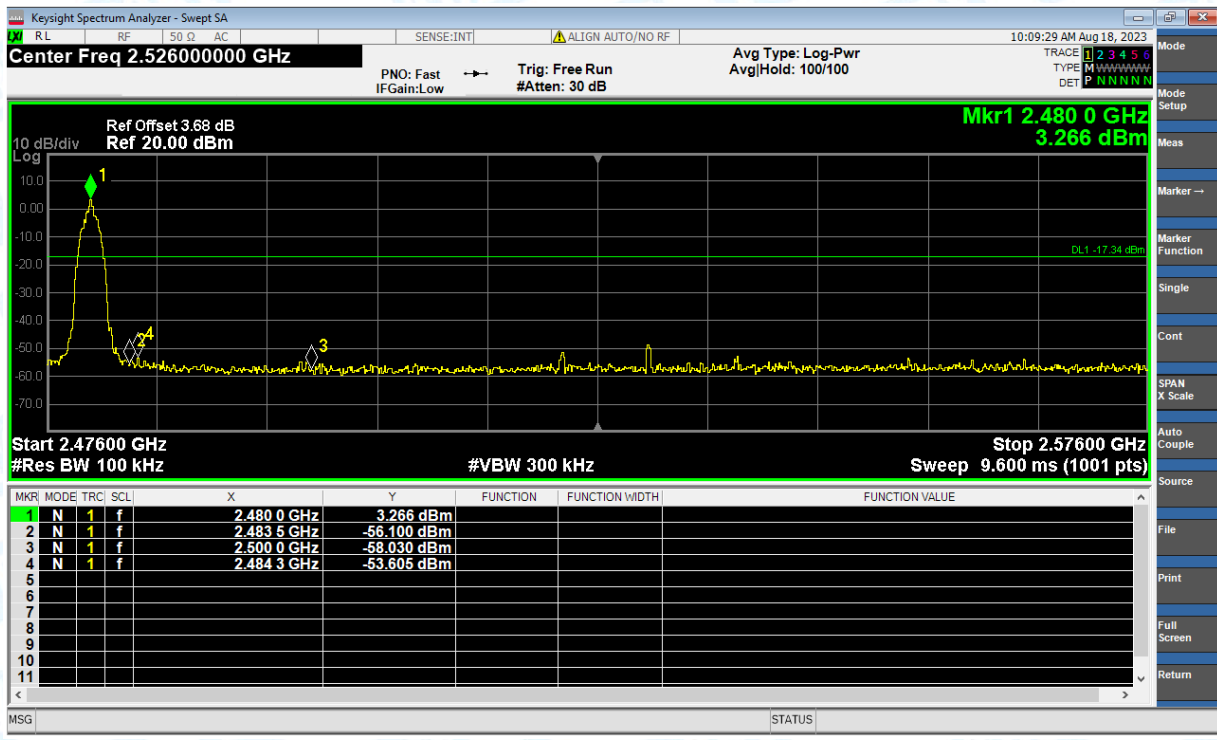 Keysight Spectrum Analyzer - Swept SA
LXI RL RF 50 Ω AC SENSE:INT ALIGN AUTO/NO RF 10:09:29 AM Aug 18, 2023
Center Freq 2.526000000 GHz
PNO: Fast
IFGain:Low
Trig: Free Run
#Atten: 30 dB
Avg Type: Log-Pwr
Avg|Hold: 100/100
TRACE 1 2 3 4 5 6
TYPE M WWWWW
DET P N N N N N
Mkr1 2.480 0 GHz
3.266 dBm
Ref Offset 3.68 dB
10 dB/div Ref 20.00 dBm
Log
10.0
0.00
-10.0
-20.0
-30.0
-40.0
-50.0
-60.0
-70.0
1
2
4
3
DL1 -17.34 dBm
Start 2.47600 GHz Stop 2.57600 GHz
#Res BW 100 kHz #VBW 300 kHz Sweep 9.600 ms (1001 pts)
MKR MODE TRC SCL X Y FUNCTION FUNCTION WIDTH FUNCTION VALUE
1 N 1 f 2.480 0 GHz 3.266 dBm
2 N 1 f 2.483 5 GHz -56.100 dBm
3 N 1 f 2.500 0 GHz -58.030 dBm
4 N 1 f 2.484 3 GHz -53.605 dBm
5
6
7
8
9
10
11
MSG STATUS
Mode
Mode
Setup
Meas
Marker →
Marker
Function
Single
Cont
SPAN
X Scale
Auto
Couple
Source
File
Print
Full
Screen
Return